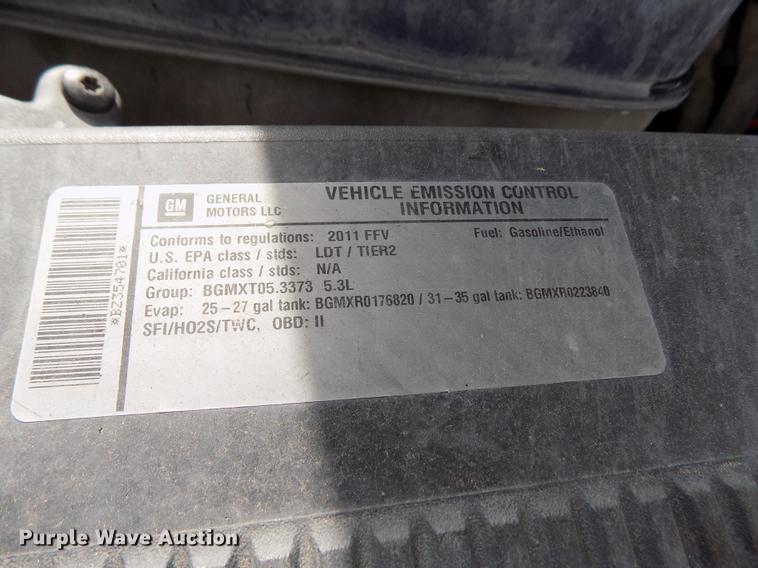 GM
GENERAL
MOTORS LLC
VEHICLE EMISSION CONTROL
INFORMATION
Conforms to regulations: 2011 FFV
Fuel: Gasoline/Ethanol
U.S. EPA class / stds: LDT / TIER2
California class / stds: N/A
Group: BGMXT05.3373 5.3L
Evap: 25-27 gal tank: BGMXR0176820 / 31-35 gal tank: BGMXR0223840
SFI/HO2S/TWC, OBD: II
*BZ354701*
Purple Wave Auction